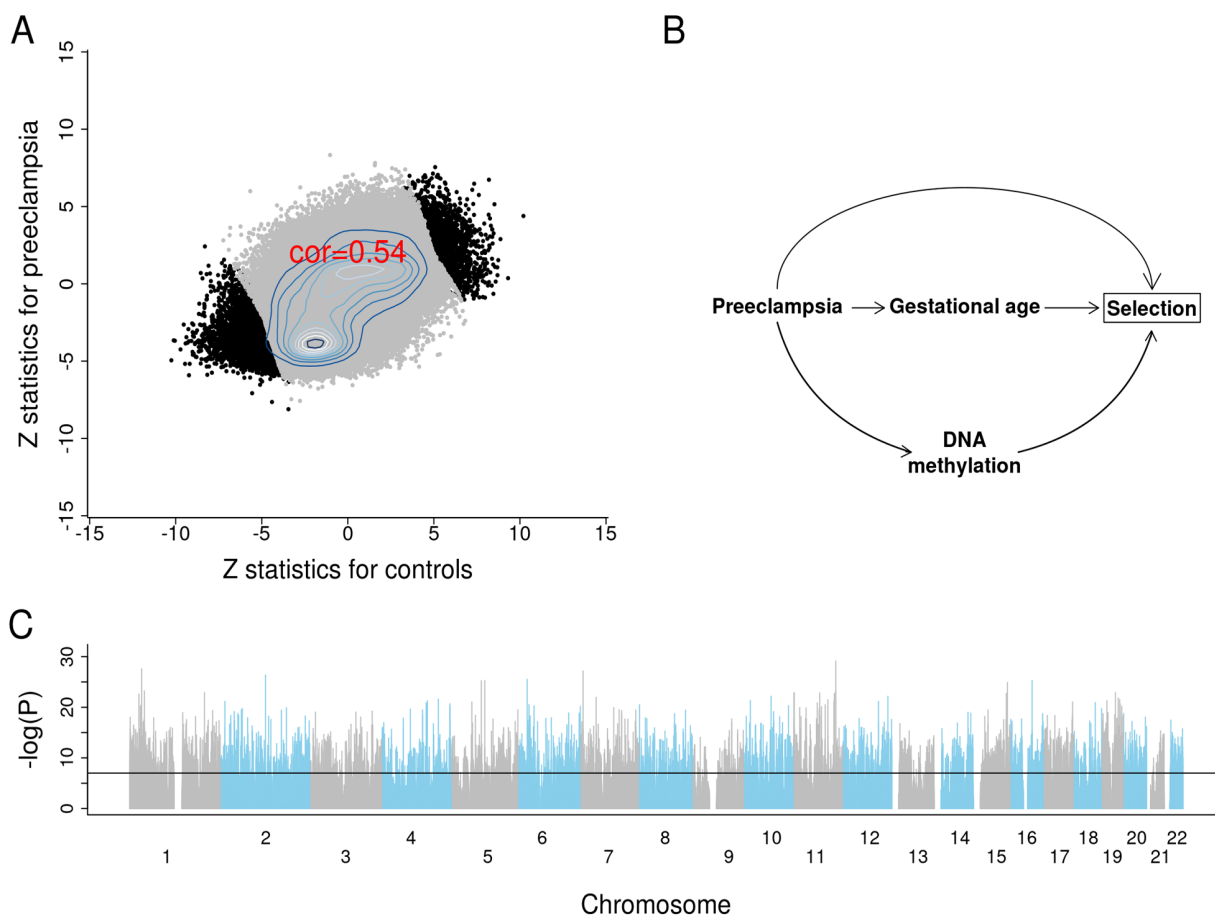 A
15
10
5
0
-5
-10
-15
Z statistics for preeclampsia
cor=0.54
-15 -10 -5 0 5 10 15
Z statistics for controls
B
Preeclampsia Gestational age Selection
DNA
methylation
C
30
20
10
0
-log(P)
2 4 6 8 10 12 14 16 18 20 22
1 3 5 7 9 11 13 15 17 19 21
Chromosome